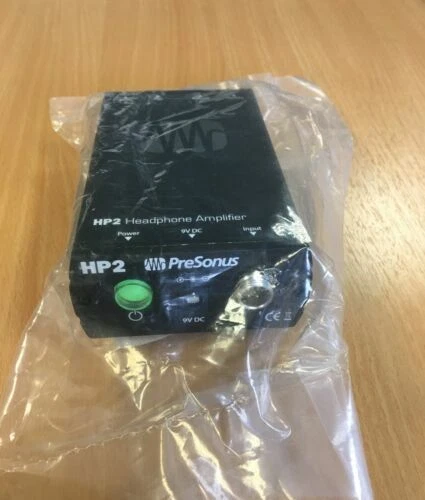 HP2 Headphone Amplifier
Power 9V DC Input
HP2 PreSonus
9V DC CE